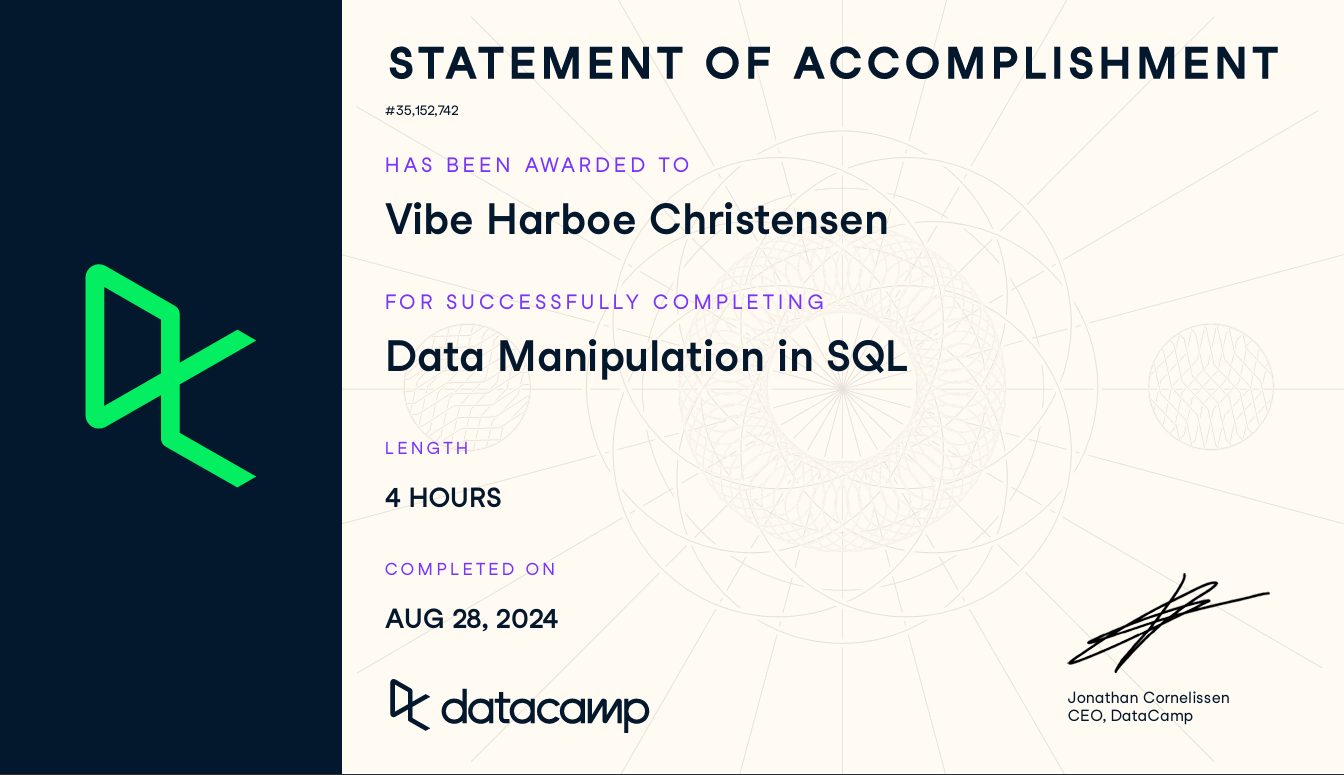 STATEMENT OF ACCOMPLISHMENT
#35,152,742
HAS BEEN AWARDED TO
Vibe Harboe Christensen
FOR SUCCESSFULLY COMPLETING
Data Manipulation in SQL
LENGTH
4 HOURS
COMPLETED ON
AUG 28, 2024
datacamp
Jonathan Cornelissen
CEO, DataCamp